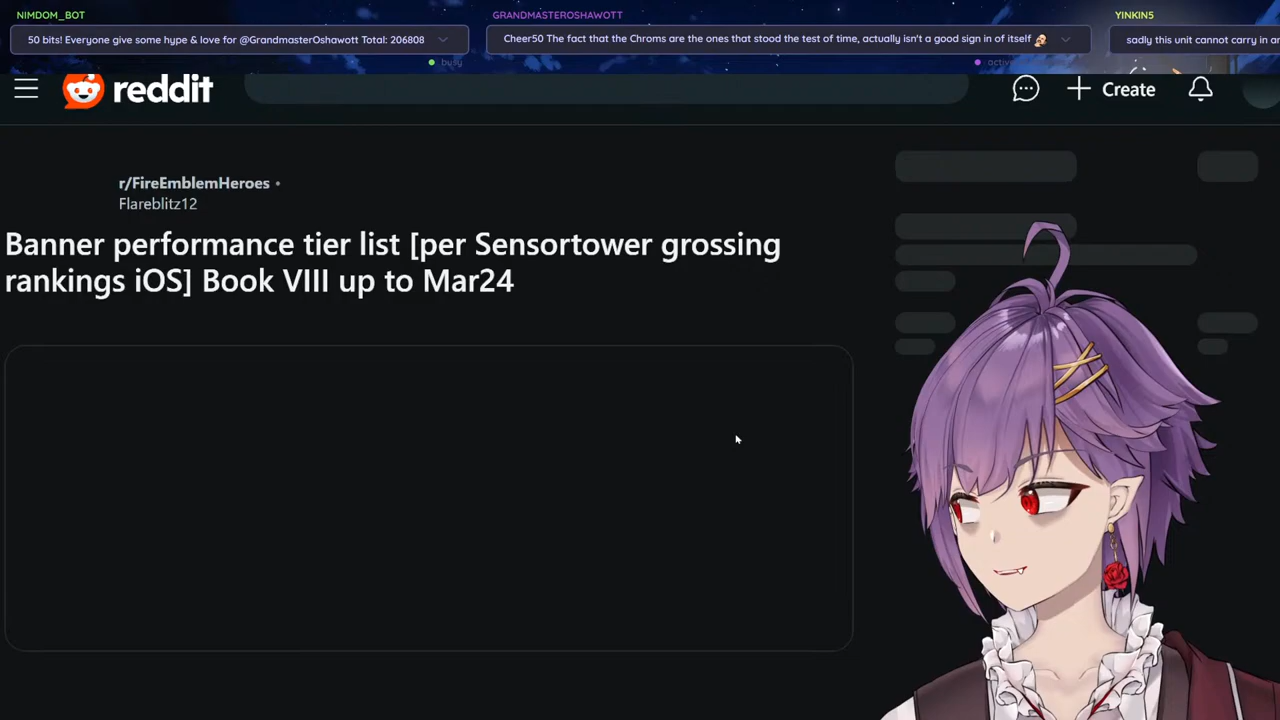 NIMDOM_BOT
50 bits! Everyone give some hype & love for @GrandmasterOshawott Total: 206808
busy
GRANDMASTEROSHAWOTT
Cheer50 The fact that the Chroms are the ones that stood the test of time, actually isn't a good sign in of itself
YINKIN5
sadly this unit cannot carry in
reddit
Create
r/FireEmblemHeroes •
Flareblitz12
Banner performance tier list [per Sensortower grossing
rankings iOS] Book VIII up to Mar24